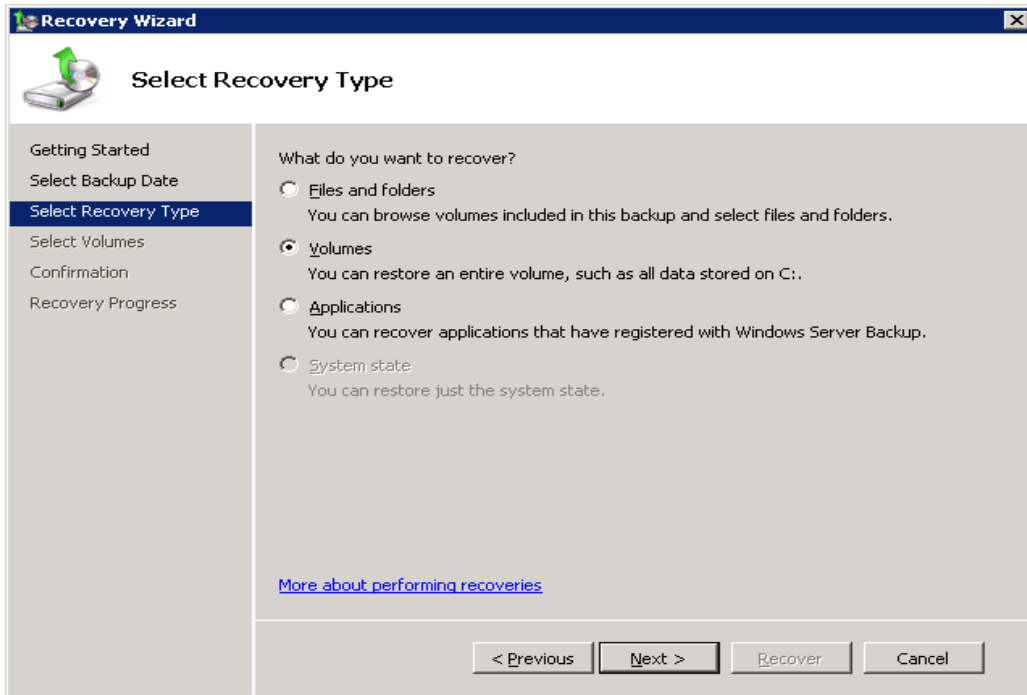 Recovery Wizard
Select Recovery Type
Getting Started
Select Backup Date
Select Recovery Type
Select Volumes
Confirmation
Recovery Progress
What do you want to recover?
Files and folders
You can browse volumes included in this backup and select files and folders.
Volumes
You can restore an entire volume, such as all data stored on C:.
Applications
You can recover applications that have registered with Windows Server Backup.
System state
You can restore just the system state.
More about performing recoveries
< Previous
Next >
Recover
Cancel